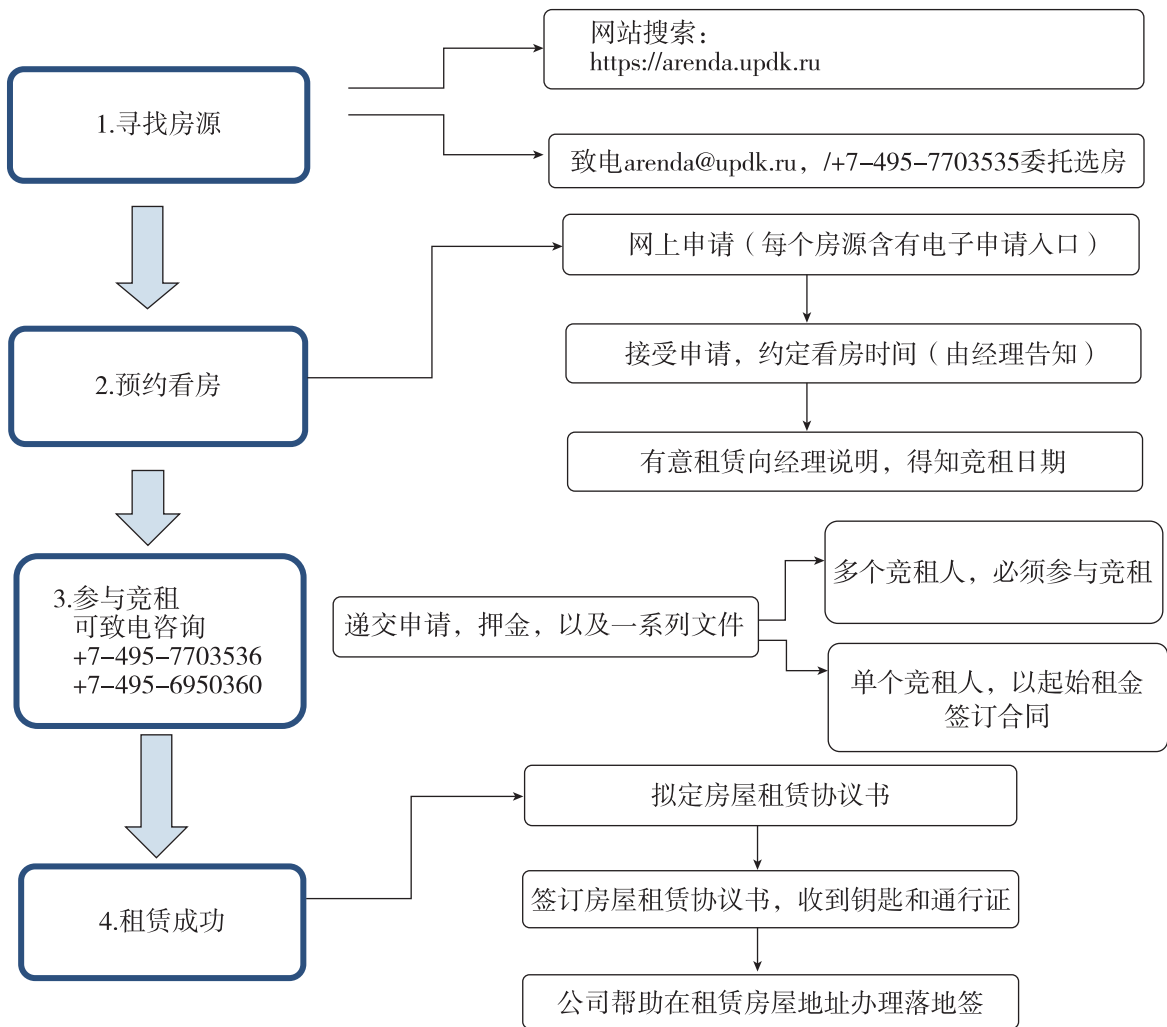 1.寻找房源
网站搜索：
https://arenda.updk.ru
致电arenda@updk.ru，/+7-495-7703535委托选房
2.预约看房
网上申请（每个房源含有电子申请入口）
接受申请，约定看房时间（由经理告知）
有意租赁向经理说明，得知竞租日期
3.参与竞租
可致电咨询
+7-495-7703536
+7-495-6950360
递交申请，押金，以及一系列文件
多个竞租人，必须参与竞租
单个竞租人，以起始租金
签订合同
4.租赁成功
拟定房屋租赁协议书
签订房屋租赁协议书，收到钥匙和通行证
公司帮助在租赁房屋地址办理落地签